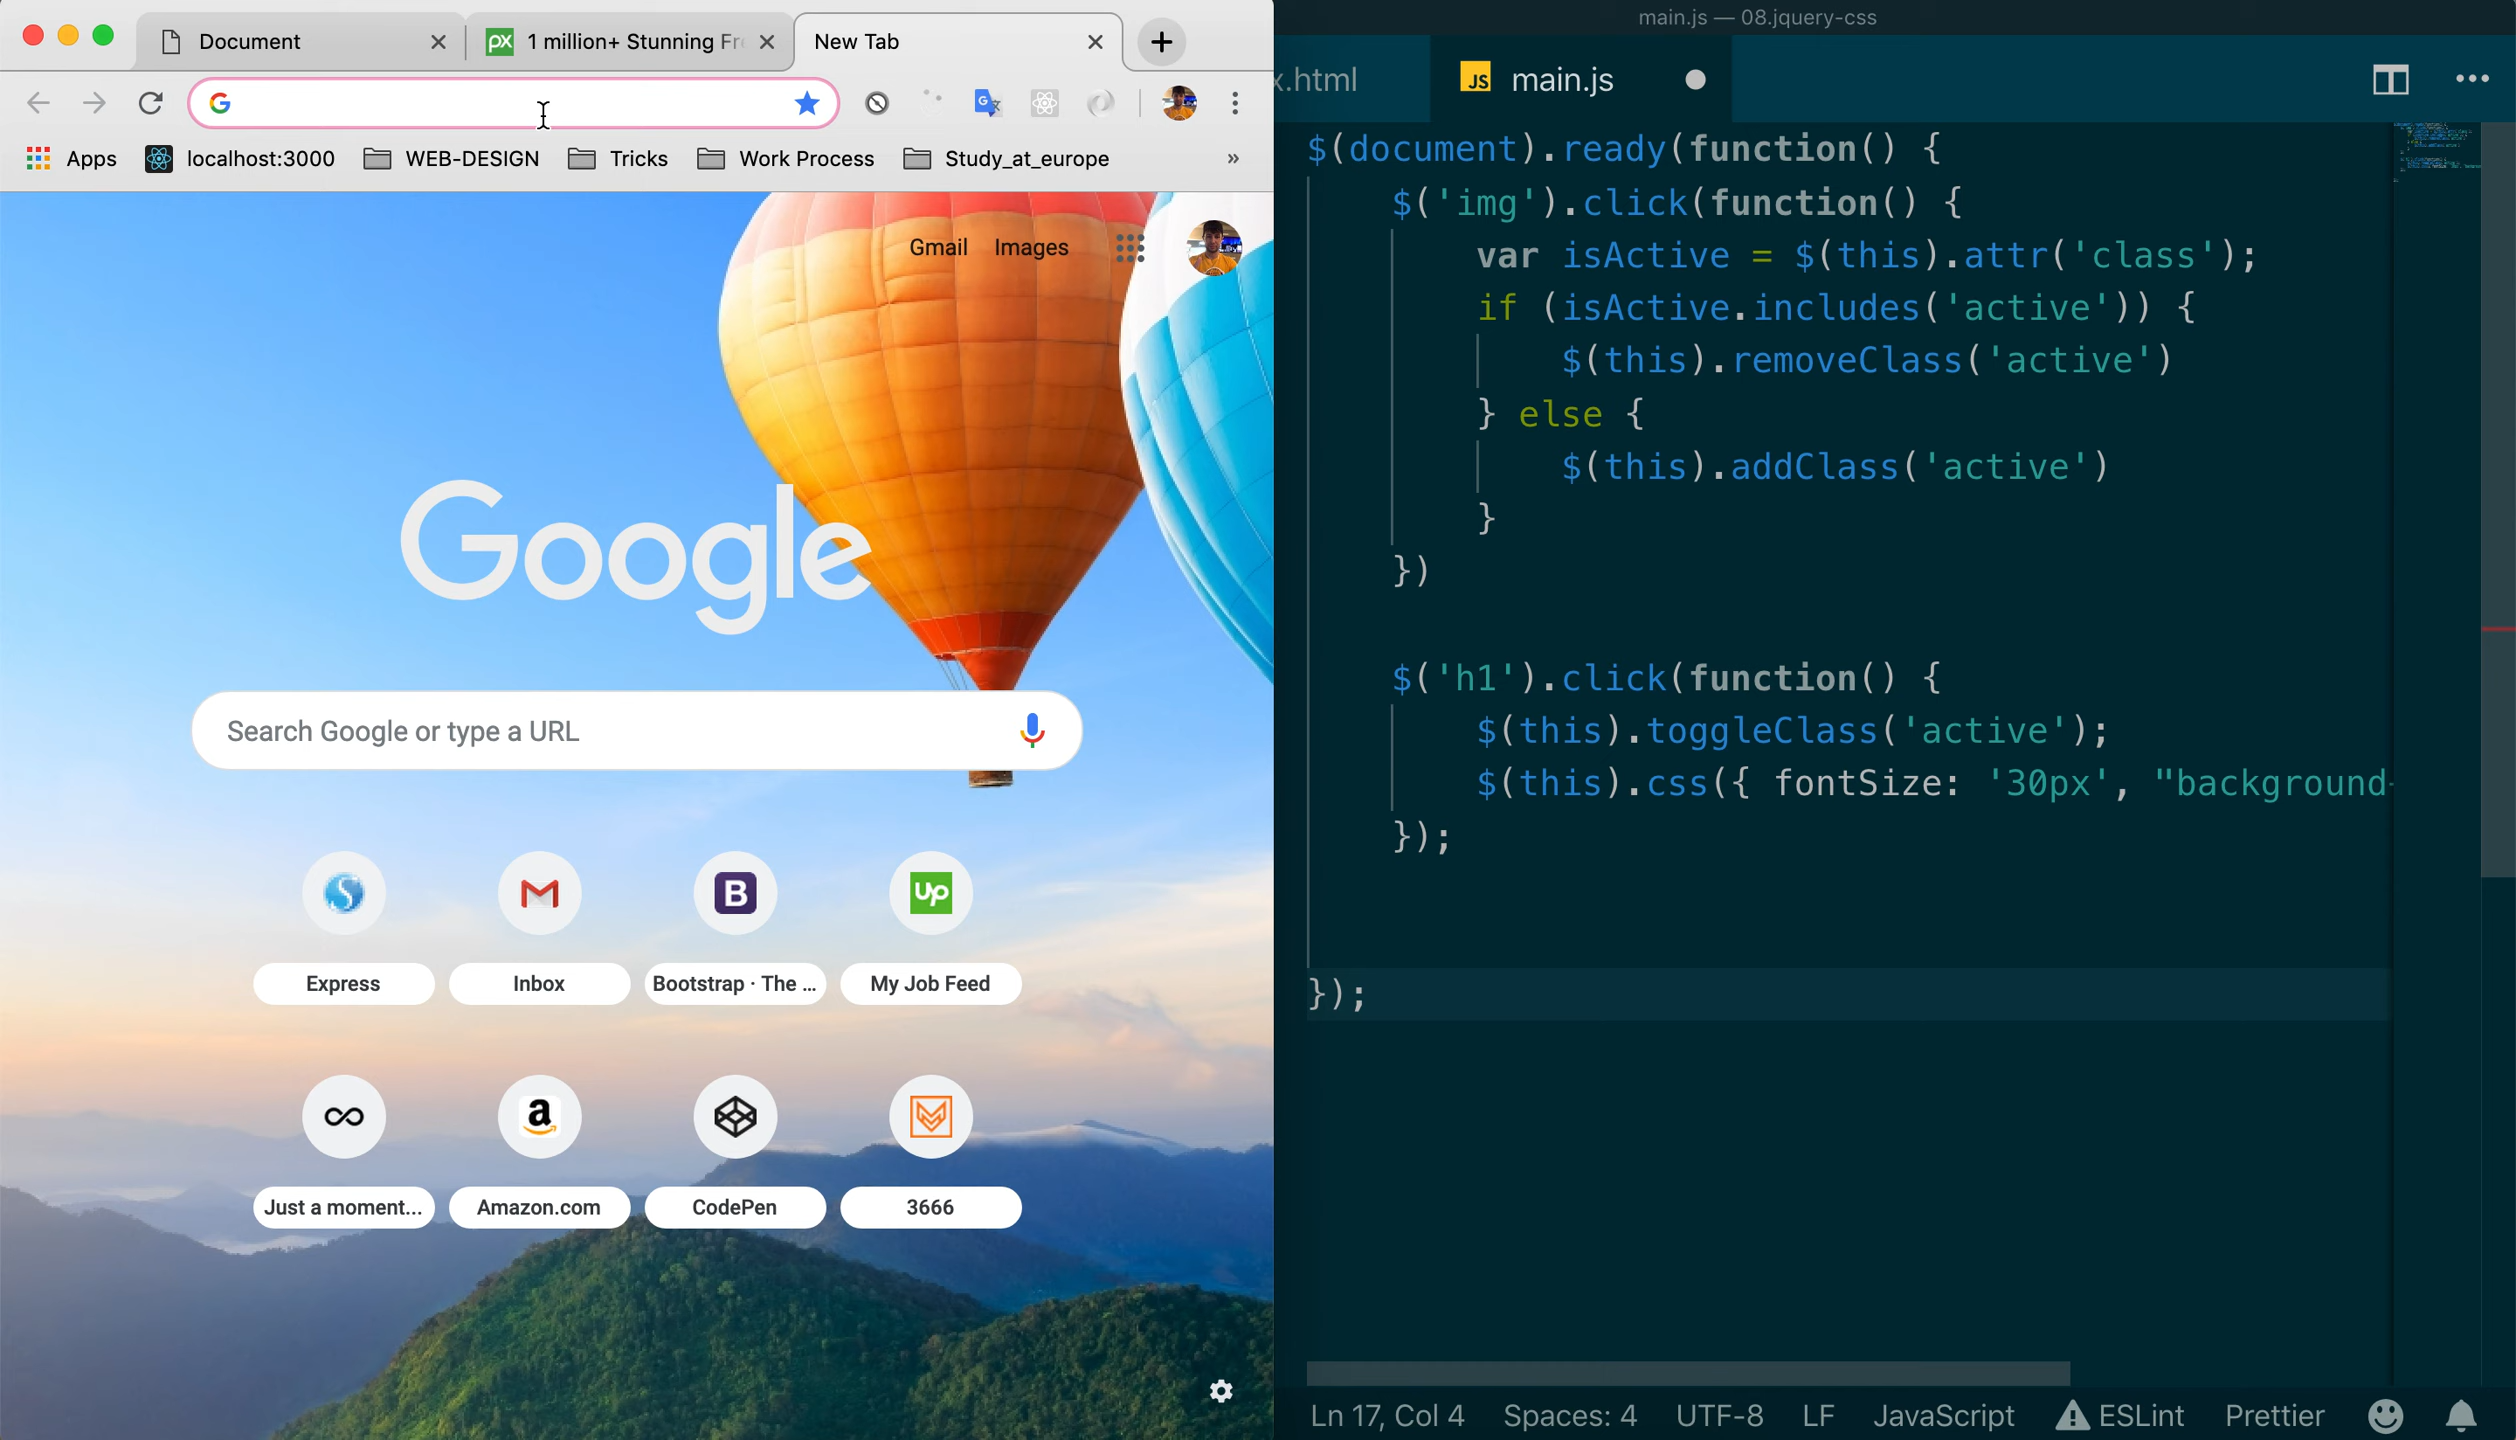 Document
1 million+ Stunning Fre
New Tab
Apps
localhost:3000
WEB-DESIGN
Tricks
Work Process
Study_at_europe
»
Gmail
Images
Google
Search Google or type a URL
Express
Inbox
Bootstrap · The ...
My Job Feed
Just a moment...
Amazon.com
CodePen
3666
main.js — 08.jquery-css
x.html
JS main.js
$(document).ready(function() {
$('img').click(function() {
var isActive = $(this).attr('class');
if (isActive.includes('active')) {
$(this).removeClass('active')
} else {
$(this).addClass('active')
}
})
$('h1').click(function() {
$(this).toggleClass('active');
$(this).css({ fontSize: '30px', "background-
});
});
Ln 17, Col 4
Spaces: 4
UTF-8
LF
JavaScript
ESLint
Prettier